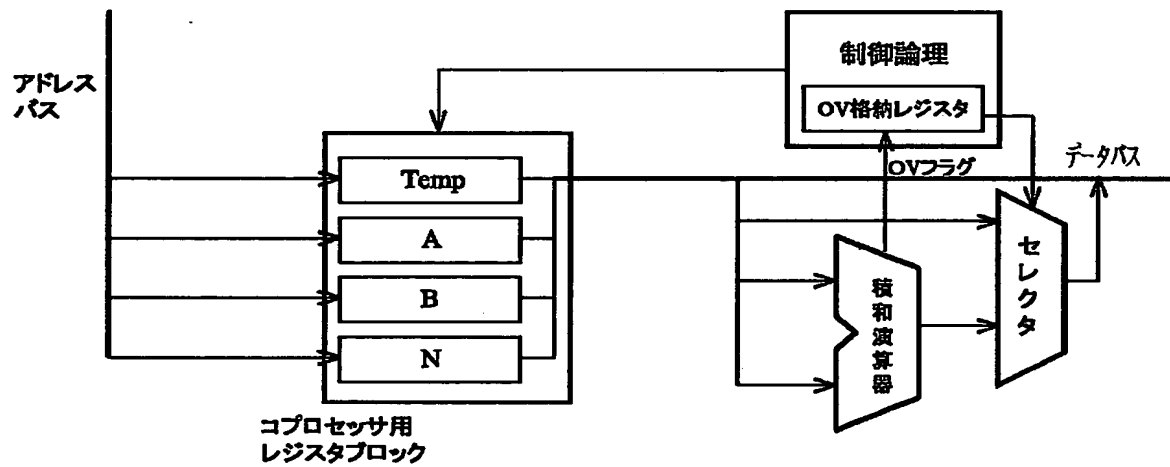 アドレス
バス
制御論理
OV格納レジスタ
OVフラグ
データバス
Temp
A
B
N
積和演算器
セレクタ
コプロセッサ用
レジスタブロック